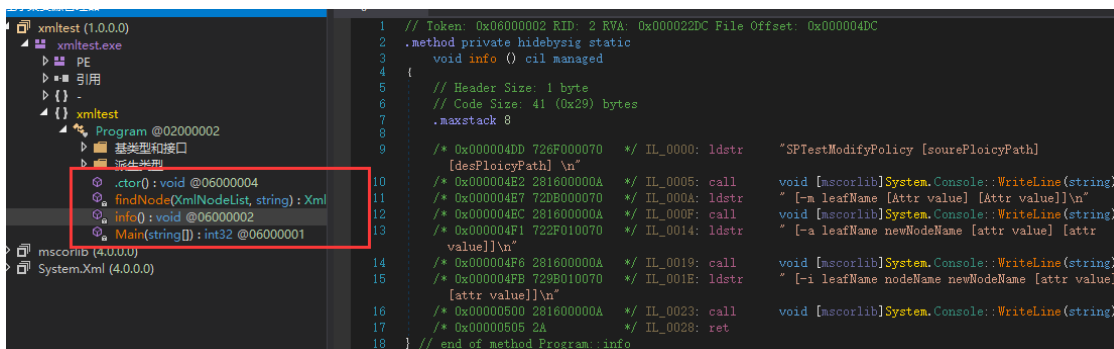 xmltest (1.0.0.0)
xmltest.exe
PE
引用
{ } -
{ } xmltest
Program @02000002
基类型和接口
派生类型
.ctor() : void @06000004
findNode(XmlNodeList, string) : Xml
info() : void @06000002
Main(string[]) : int32 @06000001
mscorlib (4.0.0.0)
System.Xml (4.0.0.0)
1 // Token: 0x06000002 RID: 2 RVA: 0x000022DC File Offset: 0x000004DC
2 .method private hidebysig static
3 void info () cil managed
4 {
5 // Header Size: 1 byte
6 // Code Size: 41 (0x29) bytes
7 .maxstack 8
8
9 /* 0x000004DD 726F000070 */ IL_0000: ldstr "SPTestModifyPolicy [sourePloicyPath]
[desPloicyPath] \n"
10 /* 0x000004E2 281600000A */ IL_0005: call void [mscorlib]System.Console::WriteLine(string)
11 /* 0x000004E7 72DB000070 */ IL_000A: ldstr " [-m leafName [Attr value] [Attr value]]\n"
12 /* 0x000004EC 281600000A */ IL_000F: call void [mscorlib]System.Console::WriteLine(string)
13 /* 0x000004F1 722F010070 */ IL_0014: ldstr " [-a leafName newNodeName [attr value] [attr
value]]\n"
14 /* 0x000004F6 281600000A */ IL_0019: call void [mscorlib]System.Console::WriteLine(string)
15 /* 0x000004FB 729B010070 */ IL_001E: ldstr " [-i leafName nodeName newNodeName [attr value]
[attr value]]\n"
16 /* 0x00000500 281600000A */ IL_0023: call void [mscorlib]System.Console::WriteLine(string)
17 /* 0x00000505 2A */ IL_0028: ret
18 } // end of method Program::info